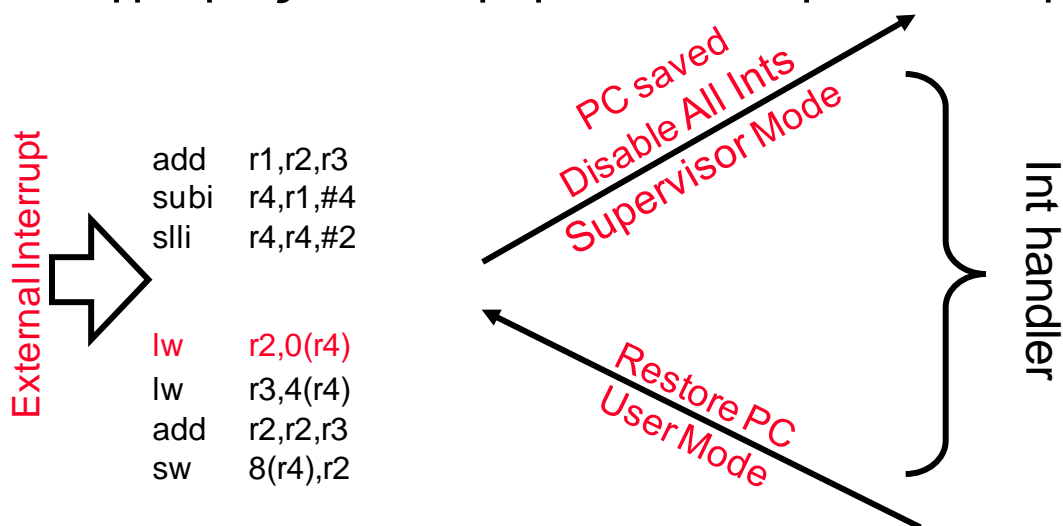 External Interrupt
add r1,r2,r3
subi r4,r1,#4
slli r4,r4,#2
lw r2,0(r4)
lw r3,4(r4)
add r2,r2,r3
sw 8(r4),r2
PC saved
Disable All Ints
Supervisor Mode
Restore PC
User Mode
Int handler